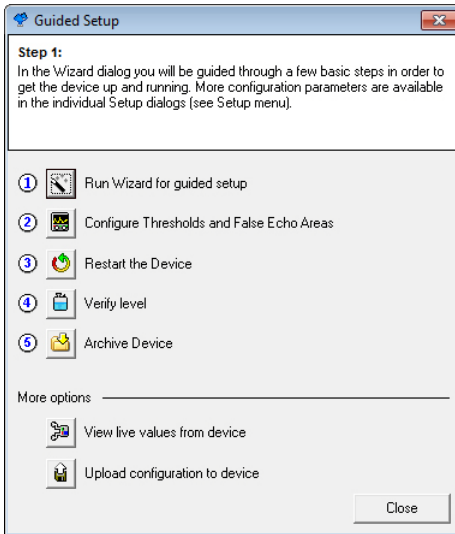 Guided Setup
Step 1:
In the Wizard dialog you will be guided through a few basic steps in order to
get the device up and running. More configuration parameters are available
in the individual Setup dialogs (see Setup menu).
1 Run Wizard for guided setup
2 Configure Thresholds and False Echo Areas
3 Restart the Device
4 Verify level
5 Archive Device
More options
View live values from device
Upload configuration to device
Close